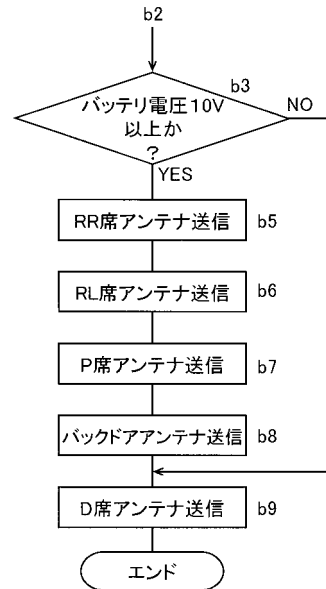 b2
b3
バッテリ電圧10V
以上か
?
NO
YES
RR席アンテナ送信 b5
RL席アンテナ送信 b6
P席アンテナ送信 b7
バックドアアンテナ送信 b8
D席アンテナ送信 b9
エンド